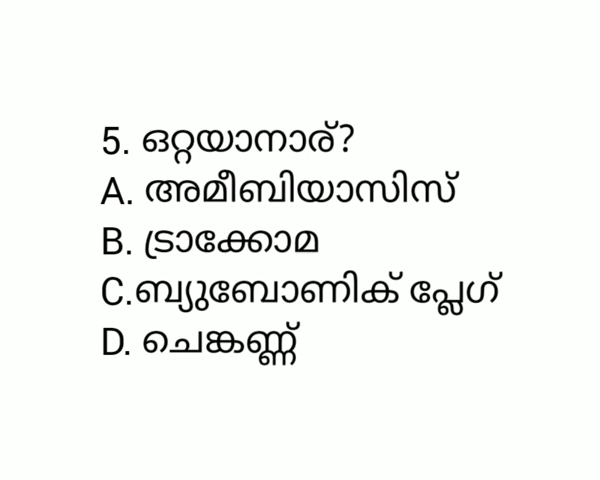 5. ഒറ്റയാനാര്?
A. അമീബിയാസിസ്
B. ട്രാക്കോമ
C.ബ്യുബോണിക് പ്ലേഗ്
D. ചെങ്കണ്ണ്